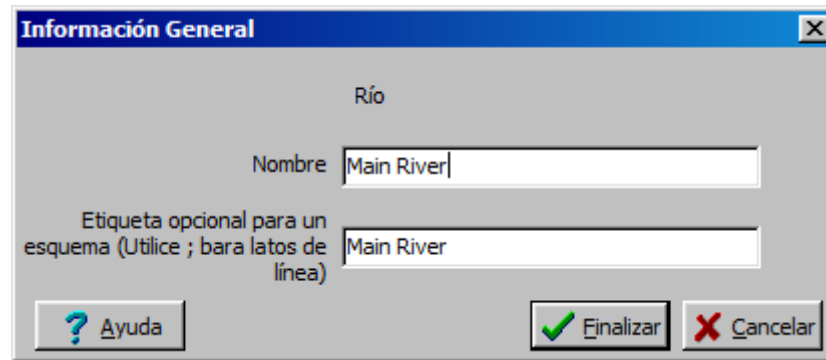 Información General
Río
Nombre Main River
Etiqueta opcional para un
esquema (Utilice ; bara latos de Main River
línea)
Ayuda Finalizar Cancelar